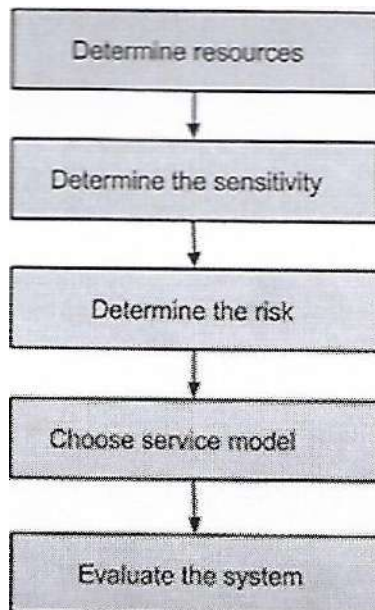 Determine resources
Determine the sensitivity
Determine the risk
Choose service model
Evaluate the system